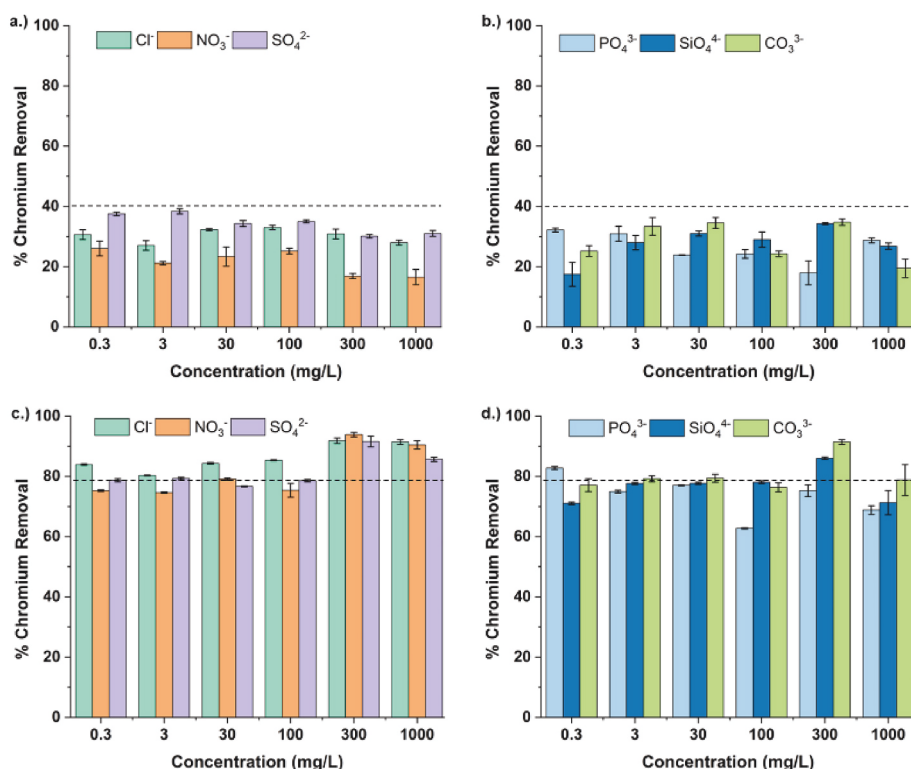 a.)
Cl⁻ NO₃⁻ SO₄²⁻
% Chromium Removal
100
80
60
40
20
0
0.3 3 30 100 300 1000
Concentration (mg/L)
b.)
PO₄³⁻ SiO₄⁴⁻ CO₃³⁻
% Chromium Removal
100
80
60
40
20
0
0.3 3 30 100 300 1000
Concentration (mg/L)
c.)
Cl⁻ NO₃⁻ SO₄²⁻
% Chromium Removal
100
80
60
40
20
0
0.3 3 30 100 300 1000
Concentration (mg/L)
d.)
PO₄³⁻ SiO₄⁴⁻ CO₃³⁻
% Chromium Removal
100
80
60
40
20
0
0.3 3 30 100 300 1000
Concentration (mg/L)